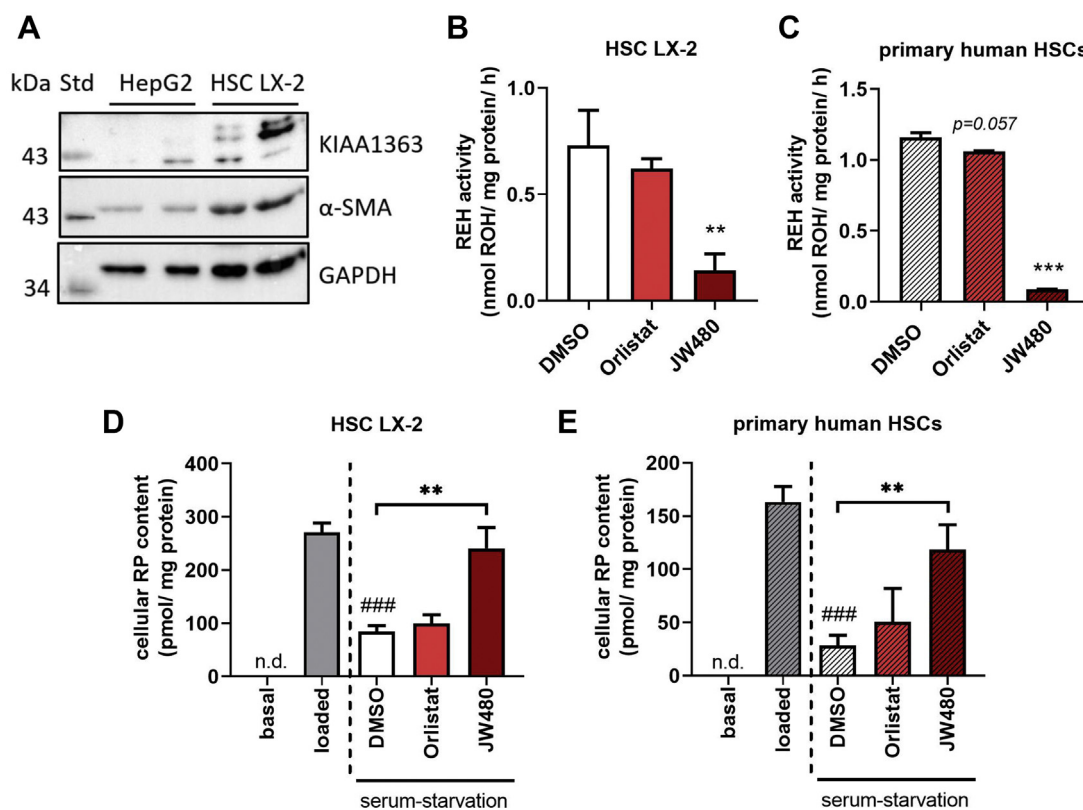 A
kDa Std HepG2 HSC LX-2
43 KIAA1363
43 α-SMA
34 GAPDH
B
HSC LX-2
REH activity
(nmol ROH/ mg protein/ h)
1.0
0.5
0.0
**
DMSO
Orlistat
JW480
C
primary human HSCs
REH activity
(nmol ROH/ mg protein/ h)
1.5
1.0
0.5
0.0
p=0.057
***
DMSO
Orlistat
JW480
D
HSC LX-2
cellular RP content
(pmol/ mg protein)
400
300
200
100
0
n.d.
###
**
basal
loaded
DMSO
Orlistat
JW480
serum-starvation
E
primary human HSCs
cellular RP content
(pmol/ mg protein)
200
150
100
50
0
n.d.
###
**
basal
loaded
DMSO
Orlistat
JW480
serum-starvation